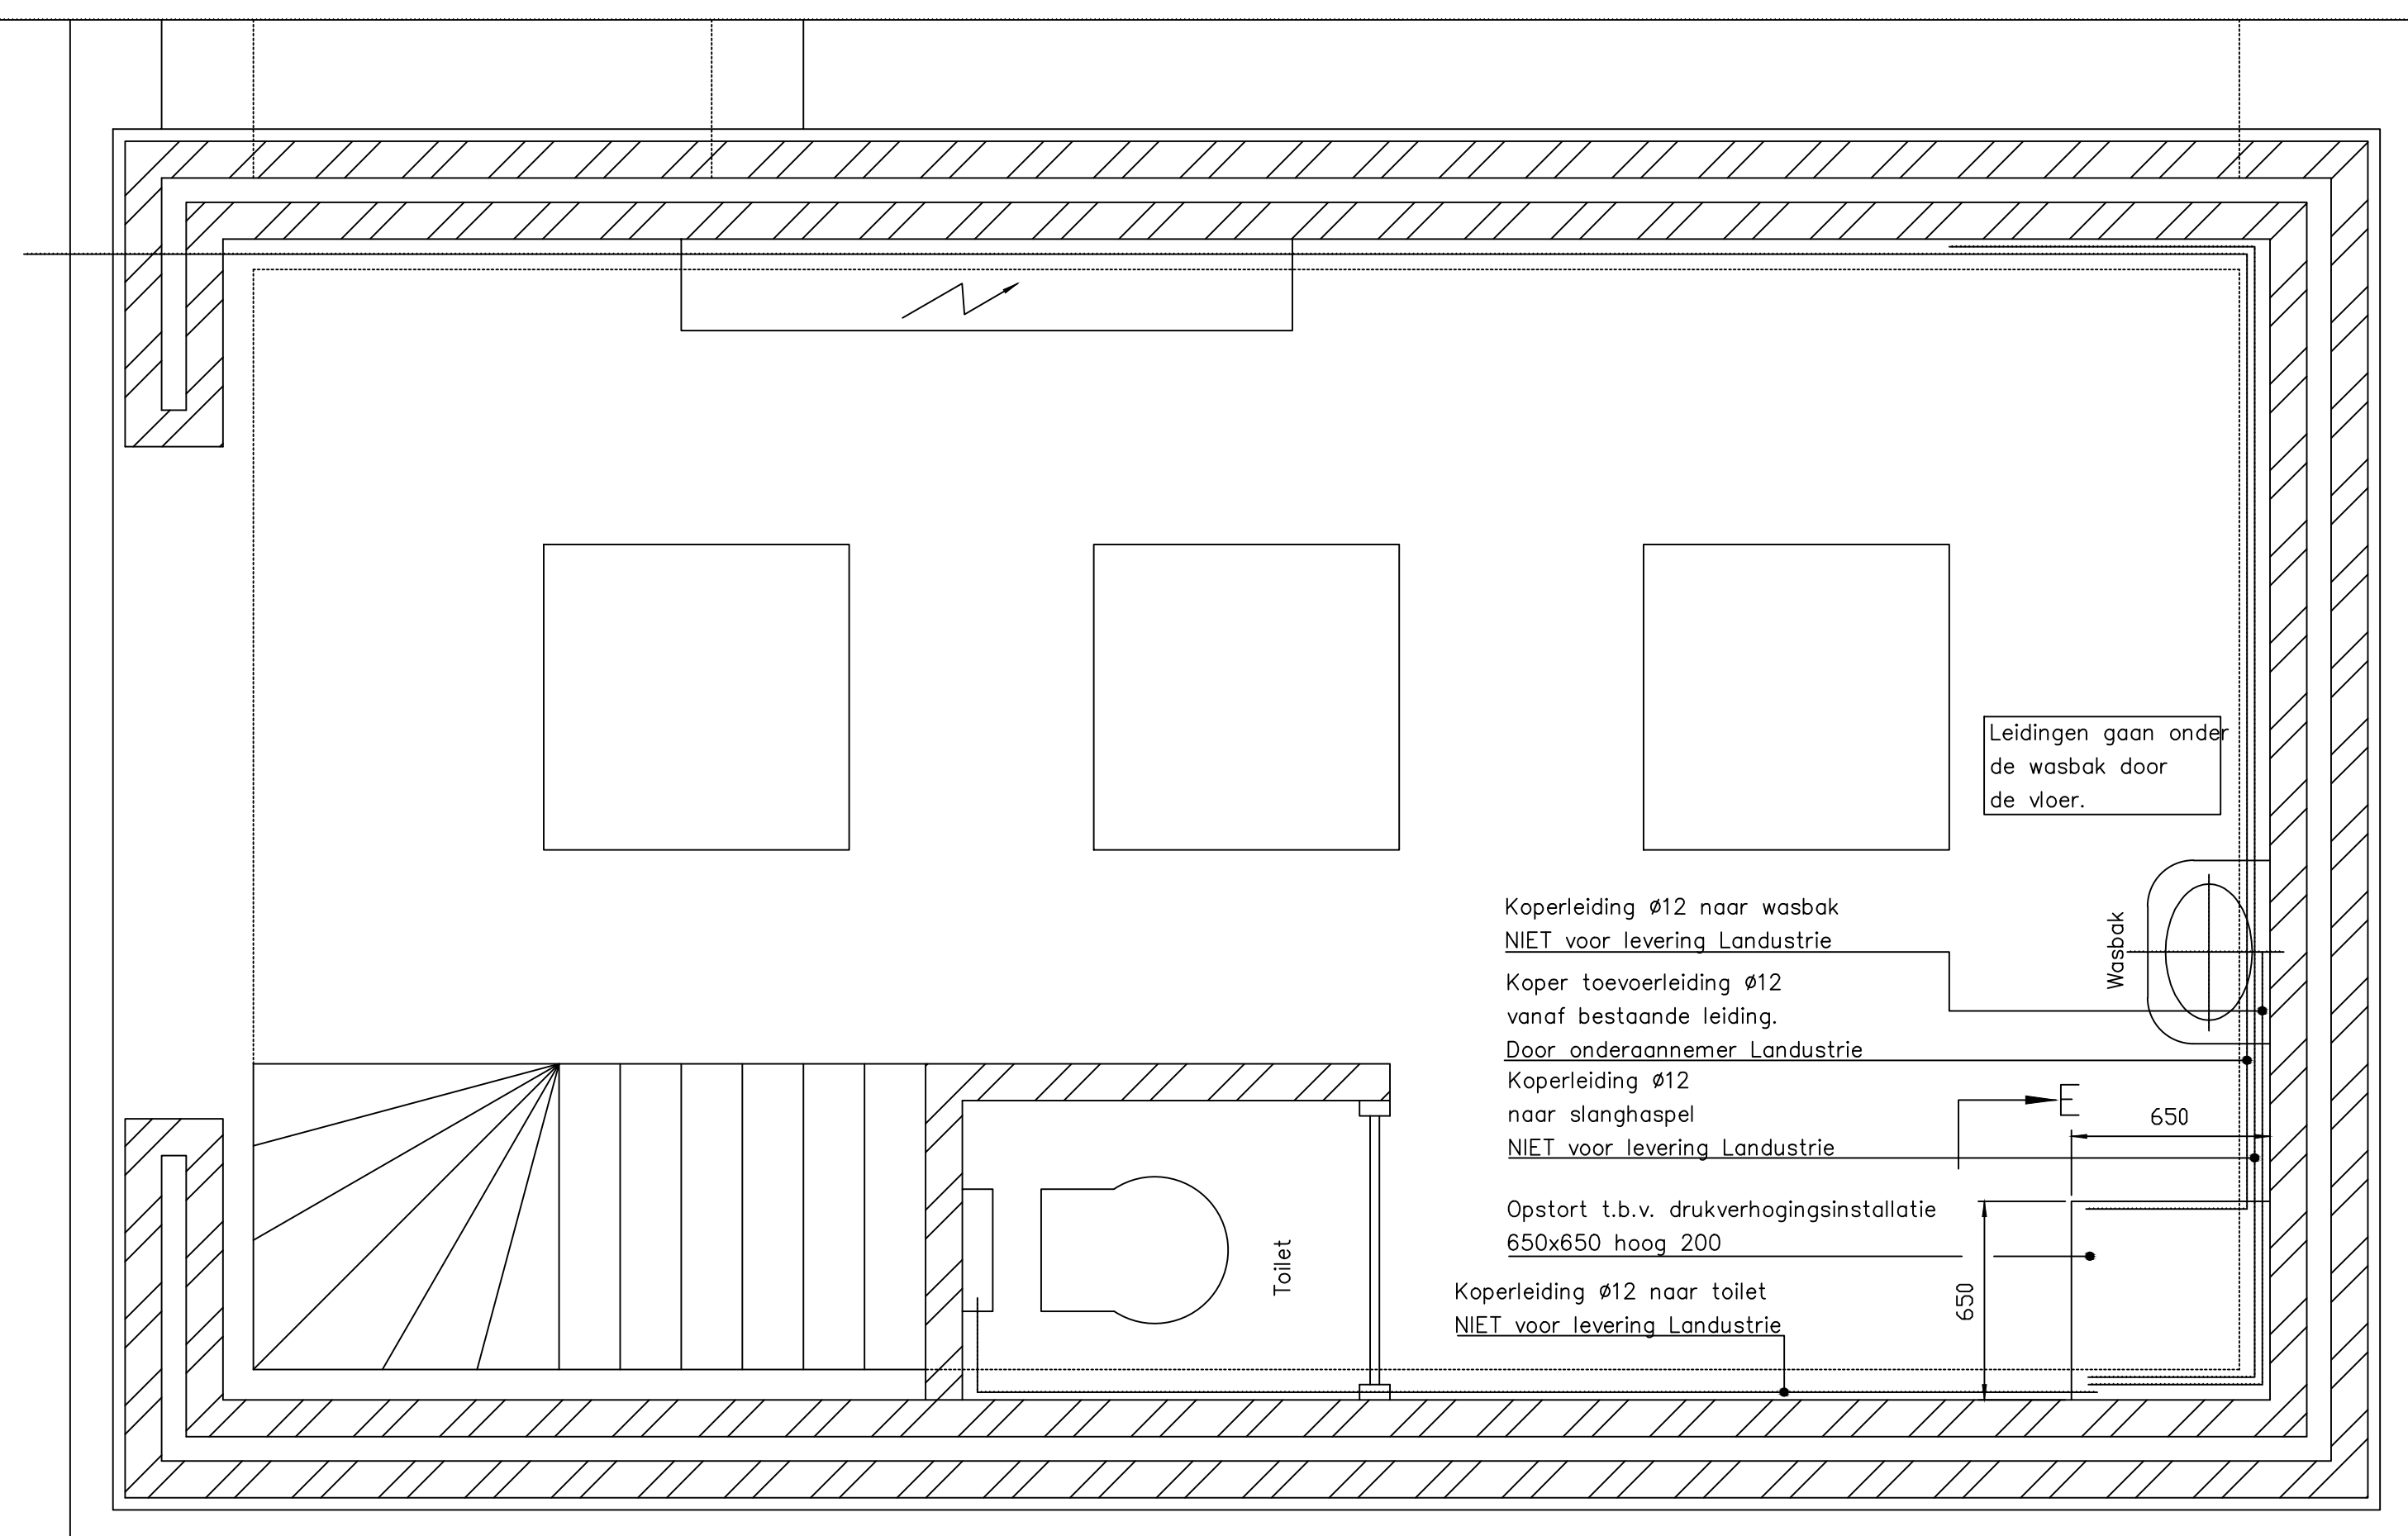 Leidingen gaan onder
de wasbak door
de vloer.
Koperleiding Ø12 naar wasbak
NIET voor levering Landustrie
Wasbak
Koper toevoerleiding Ø12
vanaf bestaande leiding.
Door onderaannemer Landustrie
Koperleiding Ø12
naar slanghaspel
NIET voor levering Landustrie
650
Opstort t.b.v. drukverhogingsinstallatie
650x650 hoog 200
650
Toilet
Koperleiding Ø12 naar toilet
NIET voor levering Landustrie